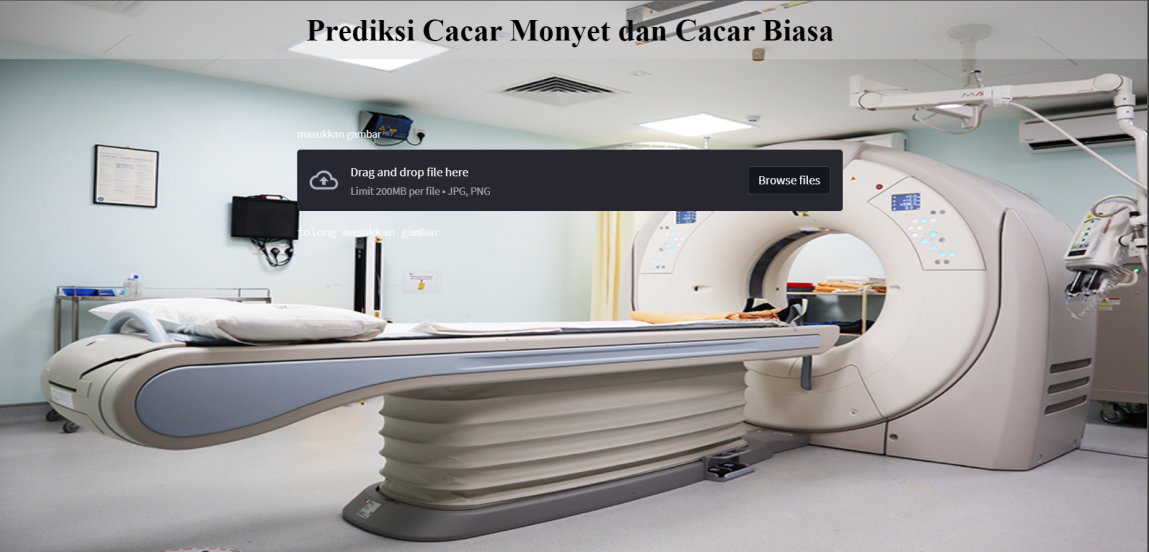 Prediksi Cacar Monyet dan Cacar Biasa
masukkan gambar
Drag and drop file here
Limit 200MB per file • JPG, PNG
Browse files
tolong masukkan gambar